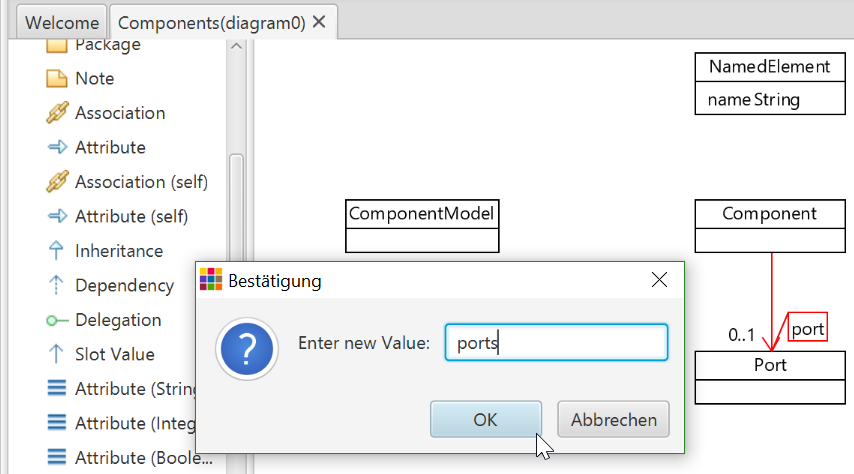 Welcome
Components(diagram0)
Package
Note
Association
Attribute
Association (self)
Attribute (self)
Inheritance
Dependency
Delegation
Slot Value
Attribute (String
Attribute (Integ
Attribute (Boole...
NamedElement
name String
ComponentModel
Component
0..1
port
Port
Bestätigung
Enter new Value:
ports
OK
Abbrechen